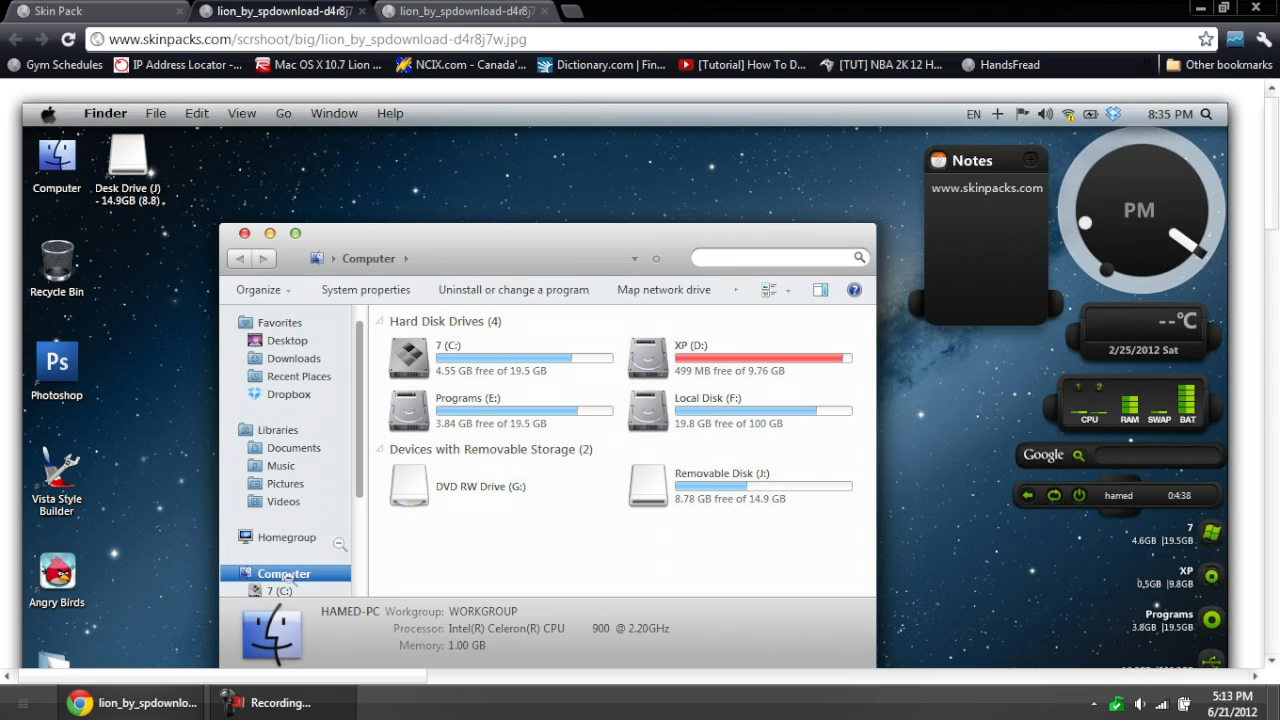 Skin Pack
lion_by_spdownload-d4r8j7
lion_by_spdownload-d4r8j7
www.skinpacks.com/scrshoot/big/lion_by_spdownload-d4r8j7w.jpg
Gym Schedules
IP Address Locator -...
Mac OS X 10.7 Lion ...
NCIX.com - Canada'...
Dictionary.com | Fin...
[Tutorial] How To D...
[TUT] NBA 2K12 H...
HandsFread
Other bookmarks
Finder File Edit View Go Window Help
EN 8:35 PM
Computer
Desk Drive (J)
- 14.9GB (8.8)
Recycle Bin
Ps
Photoshop
Vista Style
Builder
Angry Birds
Computer
Organize
System properties
Uninstall or change a program
Map network drive
Favorites
Desktop
Downloads
Recent Places
Dropbox
Libraries
Documents
Music
Pictures
Videos
Homegroup
Computer
7 (C:)
Hard Disk Drives (4)
7 (C:)
4.55 GB free of 19.5 GB
XP (D:)
499 MB free of 9.76 GB
Programs (E:)
3.84 GB free of 19.5 GB
Local Disk (F:)
19.8 GB free of 100 GB
Devices with Removable Storage (2)
DVD RW Drive (G:)
Removable Disk (J:)
8.78 GB free of 14.9 GB
HAMED-PC Workgroup: WORKGROUP
Processor: Intel(R) Celeron(R) CPU 900 @ 2.20GHz
Memory: 1.00 GB
Notes
www.skinpacks.com
PM
--°C
2/25/2012 Sat
1 2
CPU RAM SWAP BAT
Google
hamed 0:4:38
7
4.6GB |19.5GB
XP
0,5GB |9.8GB
Programs
3.8GB |19.5GB
lion_by_spdownlo...
Recording...
5:13 PM
6/21/2012